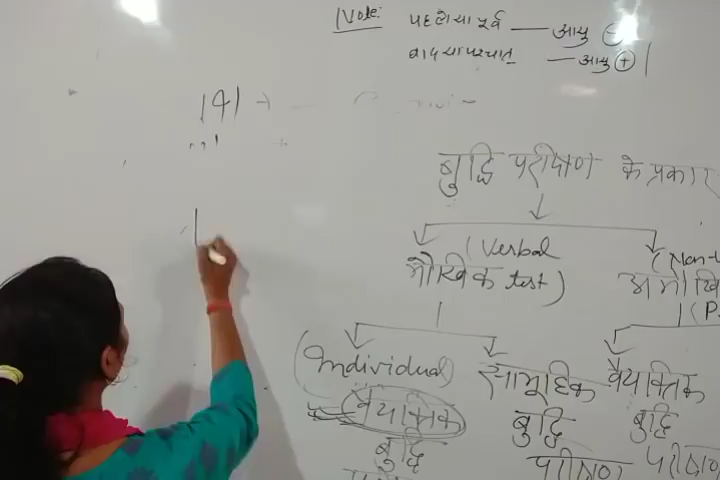 Note: पहले या पूर्व — आयु ⊖
बाद या पश्चात — आयु ⊕
बुद्धि परीक्षण के प्रकार
(Verbal
मौखिक test)
(Non-
अमौखि
(P
(Individual)
वैयक्तिक
बुद्धि
सामूहिक
बुद्धि
परीक्षण
वैयक्तिक
बुद्धि
परीक्षण